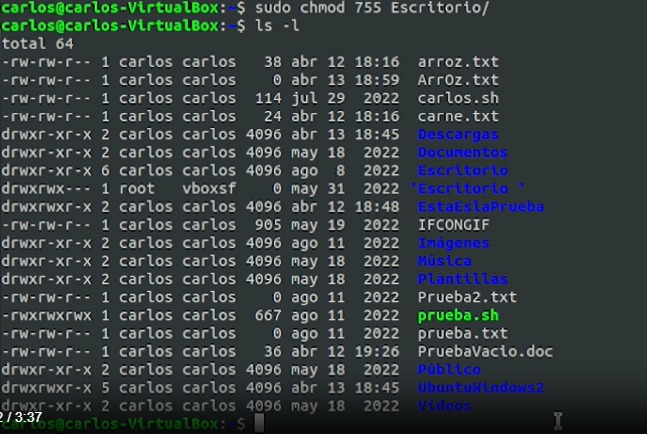 carlos@carlos-VirtualBox:~$ sudo chmod 755 Escritorio/
carlos@carlos-VirtualBox:~$ ls -l
total 64
-rw-rw-r-- 1 carlos carlos   38 abr 12 18:16  arroz.txt
-rw-rw-r-- 1 carlos carlos    0 abr 13 18:59  ArrOz.txt
-rw-rw-r-- 1 carlos carlos  114 jul 29  2022  carlos.sh
-rw-rw-r-- 1 carlos carlos   24 abr 12 18:16  carne.txt
drwxr-xr-x 2 carlos carlos 4096 abr 13 18:45  Descargas
drwxr-xr-x 2 carlos carlos 4096 may 18  2022  Documentos
drwxr-xr-x 6 carlos carlos 4096 ago  8  2022  Escritorio
drwxrwx--- 1 root   vboxsf    0 may 31  2022 'Escritorio '
drwxrwxr-x 2 carlos carlos 4096 abr 12 18:48  EstaEslaPrueba
-rw-rw-r-- 1 carlos carlos  905 may 19  2022  IFCONGIF
drwxr-xr-x 2 carlos carlos 4096 ago 11  2022  Imágenes
drwxr-xr-x 2 carlos carlos 4096 may 18  2022  Música
drwxr-xr-x 2 carlos carlos 4096 may 18  2022  Plantillas
-rw-rw-r-- 1 carlos carlos    0 ago 11  2022  Prueba2.txt
-rwxrwxrwx 1 carlos carlos  667 ago 11  2022  prueba.sh
-rw-rw-r-- 1 carlos carlos    0 ago 11  2022  prueba.txt
-rw-rw-r-- 1 carlos carlos   36 abr 12 19:26  PruebaVacio.doc
drwxr-xr-x 2 carlos carlos 4096 may 18  2022  Público
drwxrwxr-x 5 carlos carlos 4096 abr 13 18:45  UbuntuWindows2
drwxr-xr-x 2 carlos carlos 4096 may 18  2022  Vídeos
2 / 3:37
carlos@carlos-VirtualBox:~$